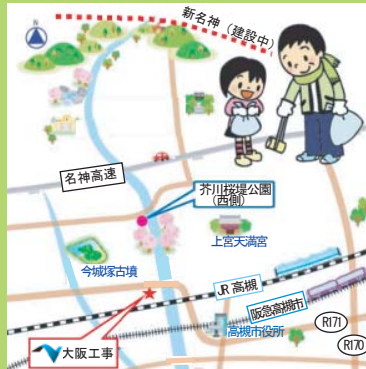 新名神(建設中)
名神高速
芥川桜堤公園
(西側)
上宮天満宮
今城塚古墳
JR高槻
阪急高槻市
高槻市役所
R171
R170
大阪工事